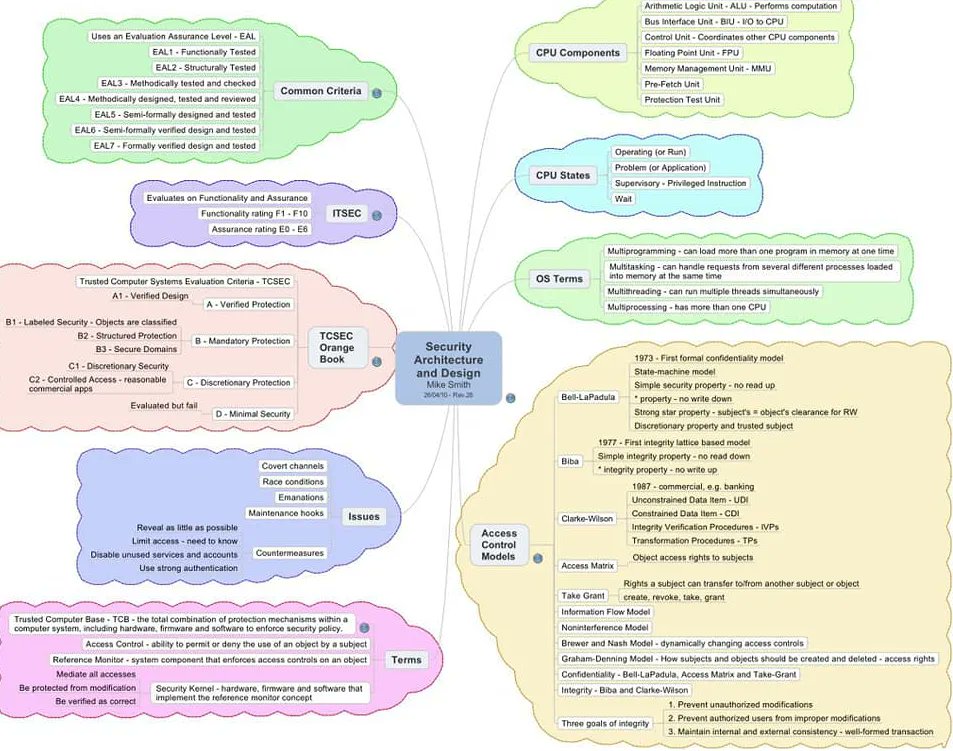 Security
Architecture
and Design
Mike Smith
26/04/10 - Rev.28
Common Criteria
Uses an Evaluation Assurance Level - EAL
EAL1 - Functionally Tested
EAL2 - Structurally Tested
EAL3 - Methodically tested and checked
EAL4 - Methodically designed, tested and reviewed
EAL5 - Semi-formally designed and tested
EAL6 - Semi-formally verified design and tested
EAL7 - Formally verified design and tested
ITSEC
Evaluates on Functionality and Assurance
Functionality rating F1 - F10
Assurance rating E0 - E6
TCSEC
Orange
Book
Trusted Computer Systems Evaluation Criteria - TCSEC
A - Verified Protection
A1 - Verified Design
B - Mandatory Protection
B1 - Labeled Security - Objects are classified
B2 - Structured Protection
B3 - Secure Domains
C - Discretionary Protection
C1 - Discretionary Security
C2 - Controlled Access - reasonable
commercial apps
D - Minimal Security
Evaluated but fail
Issues
Covert channels
Race conditions
Emanations
Maintenance hooks
Countermeasures
Reveal as little as possible
Limit access - need to know
Disable unused services and accounts
Use strong authentication
Terms
Trusted Computer Base - TCB - the total combination of protection mechanisms within a
computer system, including hardware, firmware and software to enforce security policy,
Access Control - ability to permit or deny the use of an object by a subject
Reference Monitor - system component that enforces access controls on an object
Security Kernel - hardware, firmware and software that
implement the reference monitor concept
Mediate all accesses
Be protected from modification
Be verified as correct
CPU Components
Arithmetic Logic Unit - ALU - Performs computation
Bus Interface Unit - BIU - I/O to CPU
Control Unit - Coordinates other CPU components
Floating Point Unit - FPU
Memory Management Unit - MMU
Pre-Fetch Unit
Protection Test Unit
CPU States
Operating (or Run)
Problem (or Application)
Supervisory - Privileged Instruction
Wait
OS Terms
Multiprogramming - can load more than one program in memory at one time
Multitasking - can handle requests from several different processes loaded
into memory at the same time
Multithreading - can run multiple threads simultaneously
Multiprocessing - has more than one CPU
Access
Control
Models
Bell-LaPadula
1973 - First formal confidentiality model
State-machine model
Simple security property - no read up
* property - no write down
Strong star property - subject's = object's clearance for RW
Discretionary property and trusted subject
Biba
1977 - First integrity lattice based model
Simple integrity property - no read down
* integrity property - no write up
Clarke-Wilson
1987 - commercial, e.g. banking
Unconstrained Data Item - UDI
Constrained Data Item - CDI
Integrity Verification Procedures - IVPs
Transformation Procedures - TPs
Access Matrix
Object access rights to subjects
Take Grant
Rights a subject can transfer to/from another subject or object
create, revoke, take, grant
Information Flow Model
Noninterference Model
Brewer and Nash Model - dynamically changing access controls
Graham-Denning Model - How subjects and objects should be created and deleted - access rights
Confidentiality - Bell-LaPadula, Access Matrix and Take-Grant
Integrity - Biba and Clarke-Wilson
Three goals of integrity
1. Prevent unauthorized modifications
2. Prevent authorized users from improper modifications
3. Maintain internal and external consistency - well-formed transaction